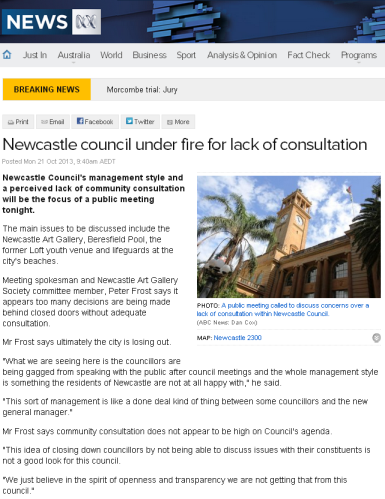 NEWS ABC
Just In Australia World Business Sport Analysis & Opinion Fact Check Programs
BREAKING NEWS Morcombe trial: Jury
Print Email Facebook Twitter More
Newcastle council under fire for lack of consultation
Posted Mon 21 Oct 2013, 9:40am AEDT
Newcastle Council's management style and
a perceived lack of community consultation
will be the focus of a public meeting
tonight.
The main issues to be discussed include the
Newcastle Art Gallery, Beresfield Pool, the
former Loft youth venue and lifeguards at the
city's beaches.
Meeting spokesman and Newcastle Art Gallery
Society committee member, Peter Frost says it
appears too many decisions are being made
behind closed doors without adequate
consultation.
Mr Frost says ultimately the city is losing out.
PHOTO: A public meeting called to discuss concerns over a
lack of consultation within Newcastle Council.
(ABC News: Dan Cox)
MAP: Newcastle 2300
"What we are seeing here is the councillors are
being gagged from speaking with the public after council meetings and the whole management style
is something the residents of Newcastle are not at all happy with," he said.
"This sort of management is like a done deal kind of thing between some councillors and the new
general manager."
Mr Frost says community consultation does not appear to be high on Council's agenda.
"This idea of closing down councillors by not being able to discuss issues with their constituents is
not a good look for this council.
"We just believe in the spirit of openness and transparency we are not getting that from this
council."